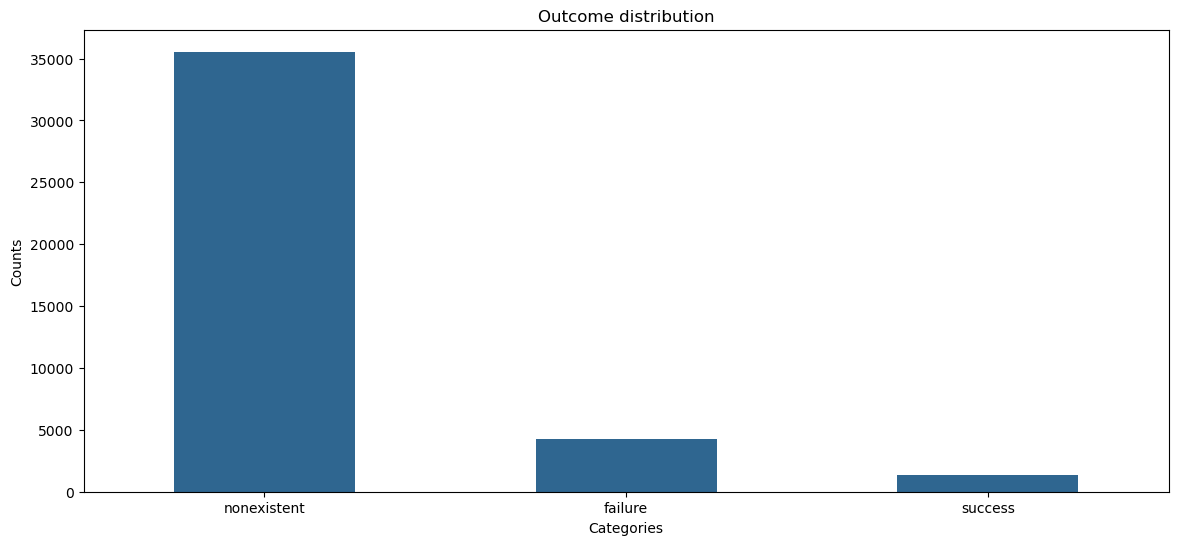 Outcome distribution
Counts
35000
30000
25000
20000
15000
10000
5000
0
nonexistent
failure
success
Categories